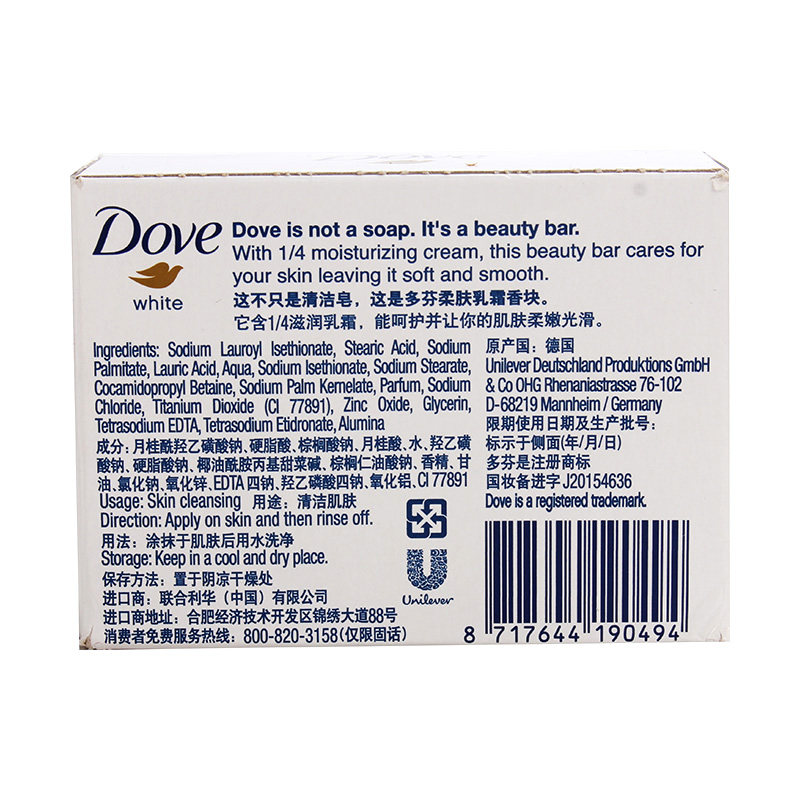 Dove
white
Dove is not a soap. It's a beauty bar.
With 1/4 moisturizing cream, this beauty bar cares for
your skin leaving it soft and smooth.
这不只是清洁皂，这是多芬柔肤乳霜香块。
它含1/4滋润乳霜，能呵护并让你的肌肤柔嫩光滑。
Ingredients: Sodium Lauroyl Isethionate, Stearic Acid, Sodium
Palmitate, Lauric Acid, Aqua, Sodium Isethionate, Sodium Stearate,
Cocamidopropyl Betaine, Sodium Palm Kernelate, Parfum, Sodium
Chloride, Titanium Dioxide (CI 77891), Zinc Oxide, Glycerin,
Tetrasodium EDTA, Tetrasodium Etidronate, Alumina
成分：月桂酰羟乙磺酸钠、硬脂酸、棕榈酸钠、月桂酸、水、羟乙磺
酸钠、硬脂酸钠、椰油酰胺丙基甜菜碱、棕榈仁油酸钠、香精、甘
油、氯化钠、氧化锌、EDTA 四钠、羟乙磷酸四钠、氧化铝、CI 77891
Usage: Skin cleansing 用途：清洁肌肤
Direction: Apply on skin and then rinse off.
用法：涂抹于肌肤后用水洗净
Storage: Keep in a cool and dry place.
保存方法：置于阴凉干燥处
进口商：联合利华（中国）有限公司
进口商地址：合肥经济技术开发区锦绣大道88号
消费者免费服务热线：800-820-3158(仅限固话)
原产国：德国
Unilever Deutschland Produktions GmbH
& Co OHG Rhenaniastrasse 76-102
D-68219 Mannheim / Germany
限期使用日期及生产批号：
标示于侧面(年/月/日)
多芬是注册商标
国妆备进字 J20154636
Dove is a registered trademark.
Unilever
8 717644 190494